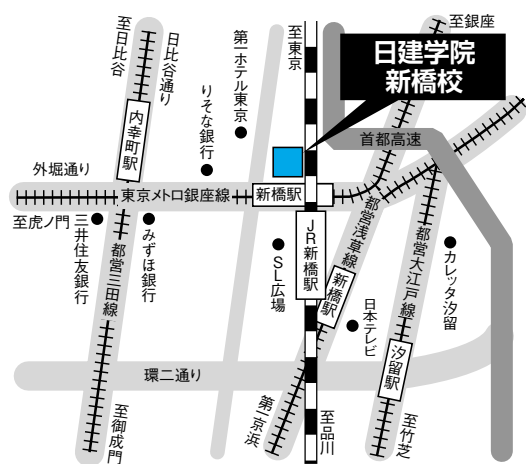 至日比谷
日比谷通り
第一ホテル東京
至東京
至銀座
日建学院
新橋校
りそな銀行
内幸町駅
首都高速
外堀通り
東京メトロ銀座線
新橋駅
至虎ノ門
三井住友銀行
都営三田線
みずほ銀行
SL広場
JR新橋駅
都営浅草線
新橋駅
日本テレビ
都営大江戸線
カレッタ汐留
汐留駅
環二通り
至御成門
第一京浜
至品川
至竹芝